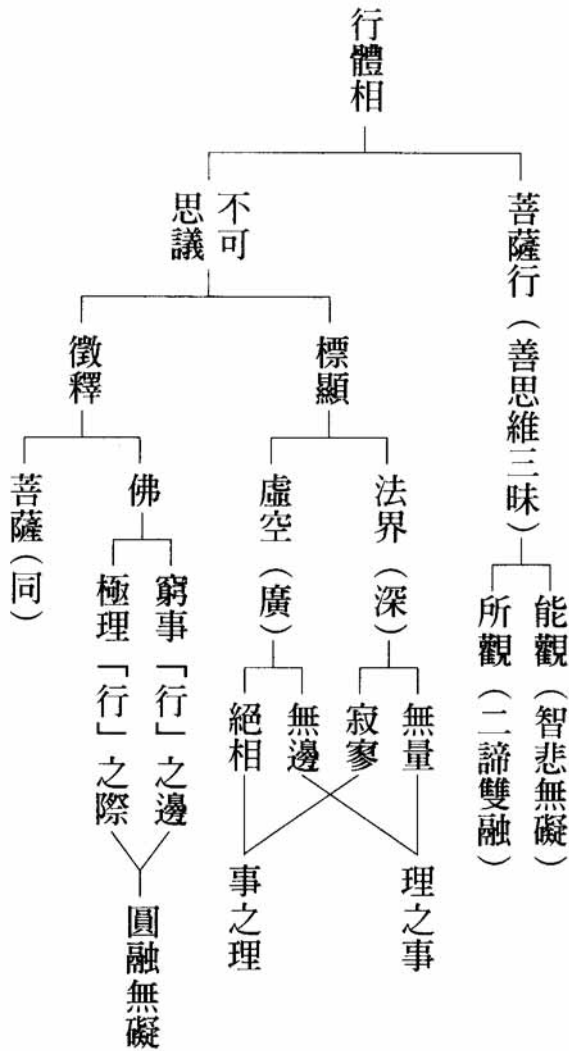 行體相
菩薩行（善思維三昧）
能觀（智悲無礙）
所觀（二諦雙融）
不可
思議
標顯
法界（深）
無量
寂寥
虛空（廣）
無邊
絕相
理之事
事之理
徵釋
佛
窮事「行」之邊
極理「行」之際
圓融無礙
菩薩（同）